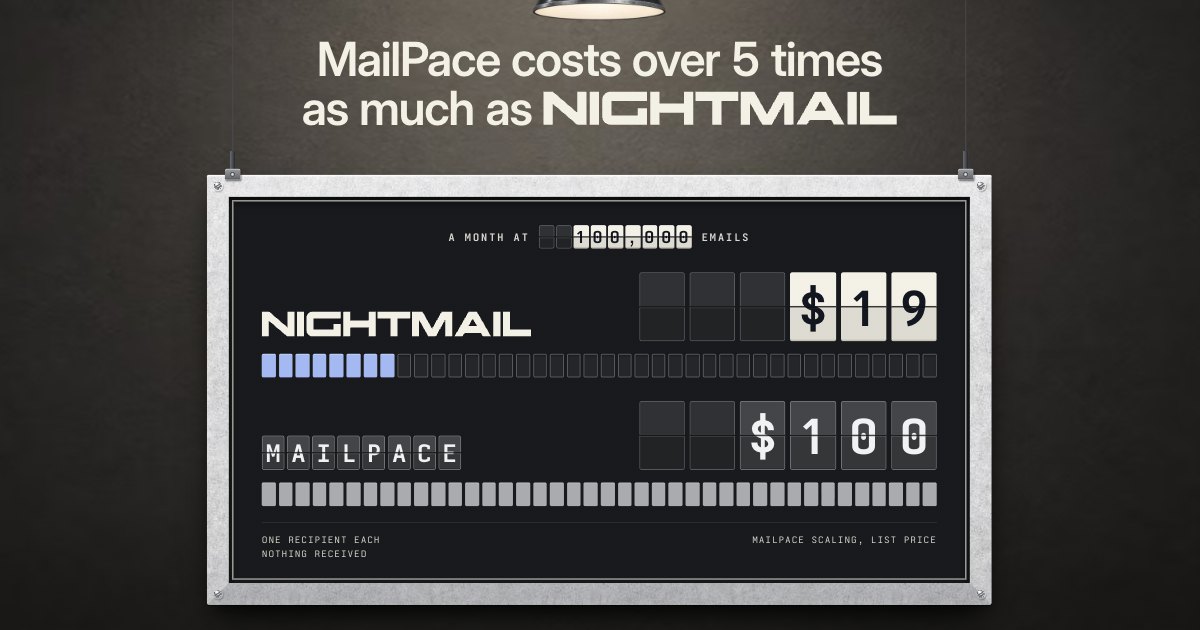 MailPace costs over 5 times
as much as NIGHTMAIL
A MONTH AT 100,000 EMAILS
NIGHTMAIL $19
MAILPACE $100
ONE RECIPIENT EACH
NOTHING RECEIVED
MAILPACE SCALING, LIST PRICE